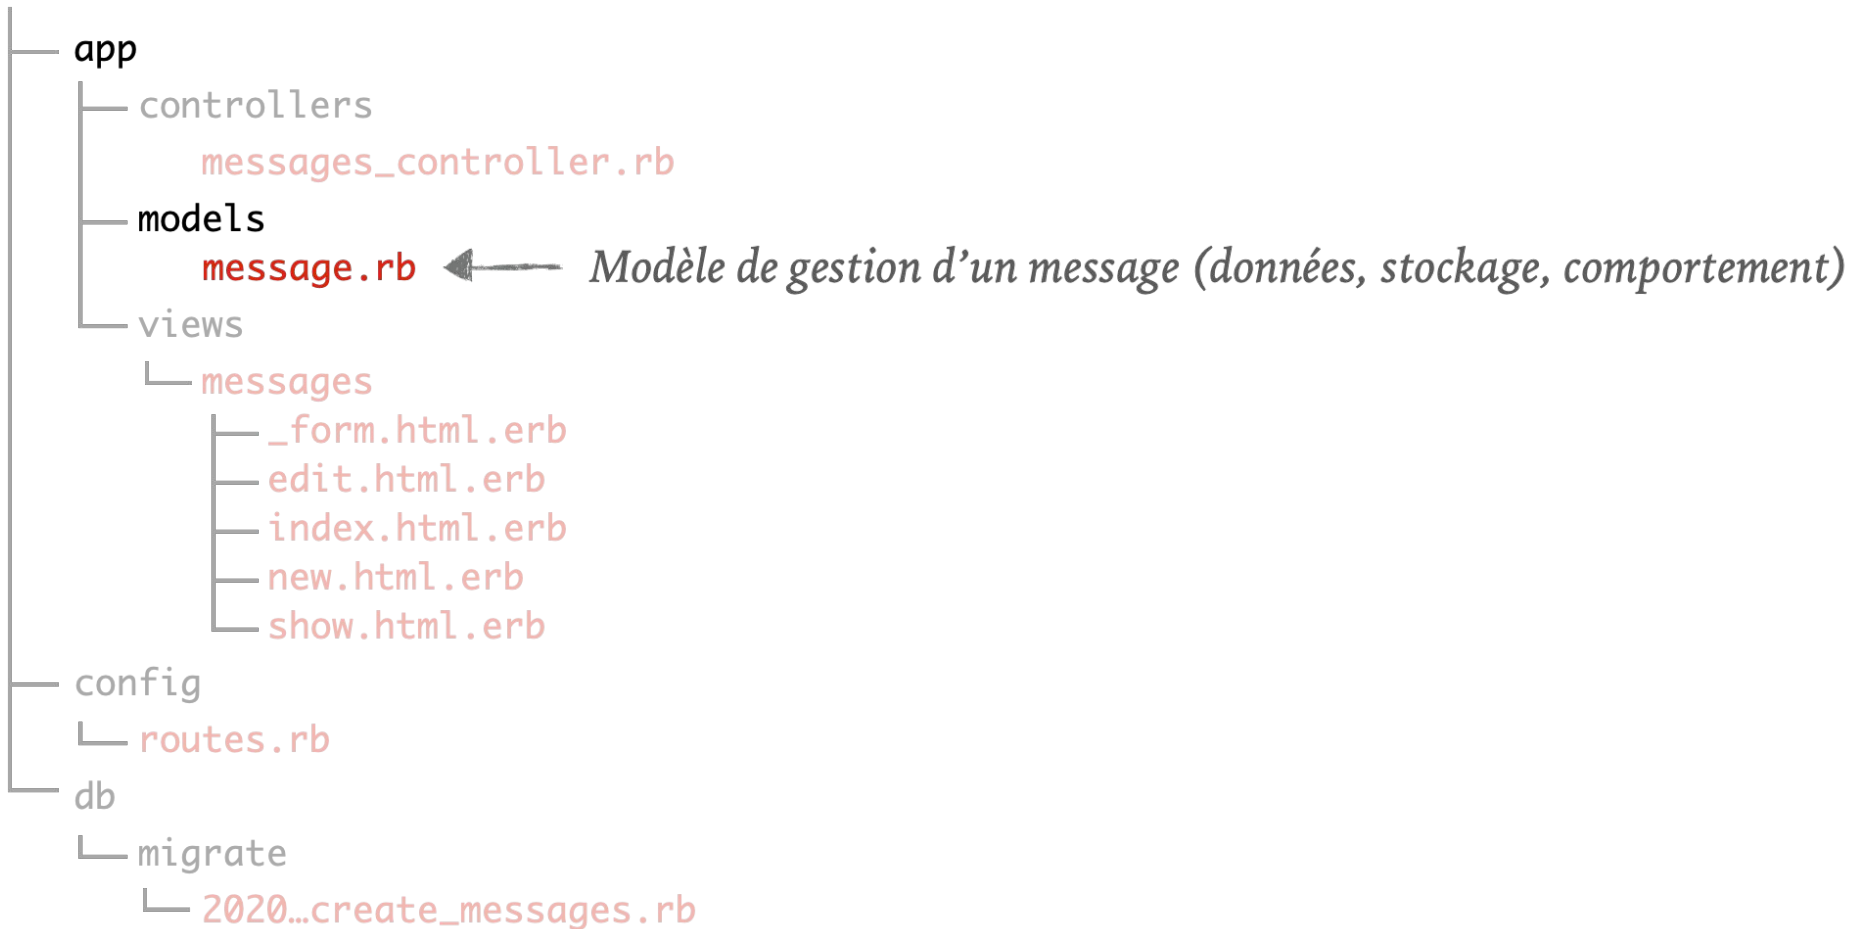 app
controllers
messages_controller.rb
models
message.rb
Modèle de gestion d’un message (données, stockage, comportement)
views
messages
_form.html.erb
edit.html.erb
index.html.erb
new.html.erb
show.html.erb
config
routes.rb
db
migrate
2020…create_messages.rb